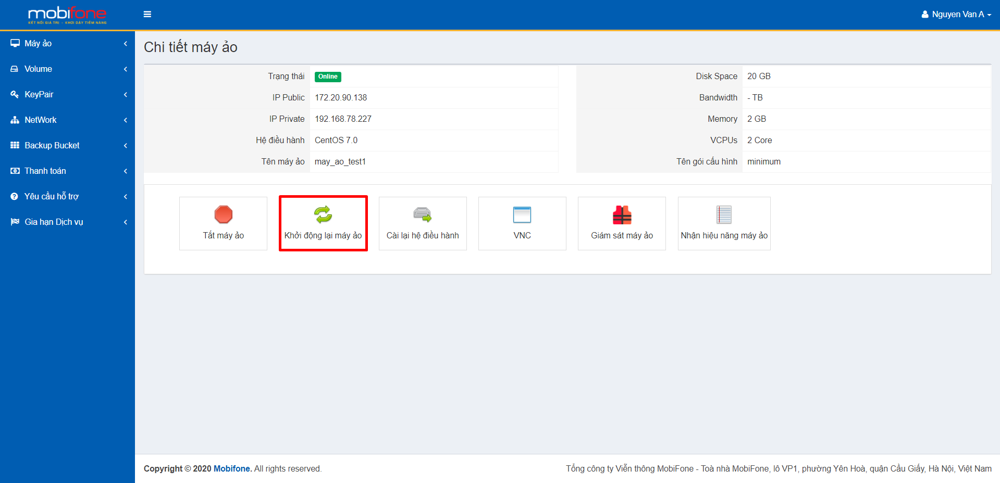 mobifone
KẾT NỐI GIÁ TRỊ - KHƠI DẬY TIỀM NĂNG
Nguyen Van A
Máy ảo
Volume
KeyPair
NetWork
Backup Bucket
Thanh toán
Yêu cầu hỗ trợ
Gia hạn Dịch vụ
Chi tiết máy ảo
Trạng thái Online
IP Public 172.20.90.138
IP Private 192.168.78.227
Hệ điều hành CentOS 7.0
Tên máy ảo may_ao_test1
Disk Space 20 GB
Bandwidth - TB
Memory 2 GB
VCPUs 2 Core
Tên gói cấu hình minimum
Tắt máy ảo
Khởi động lại máy ảo
Cài lại hệ điều hành
VNC
Giám sát máy ảo
Nhận hiệu năng máy ảo
Copyright © 2020 Mobifone. All rights reserved.
Tổng công ty Viễn thông MobiFone - Toà nhà MobiFone, lô VP1, phường Yên Hoà, quận Cầu Giấy, Hà Nội, Việt Nam